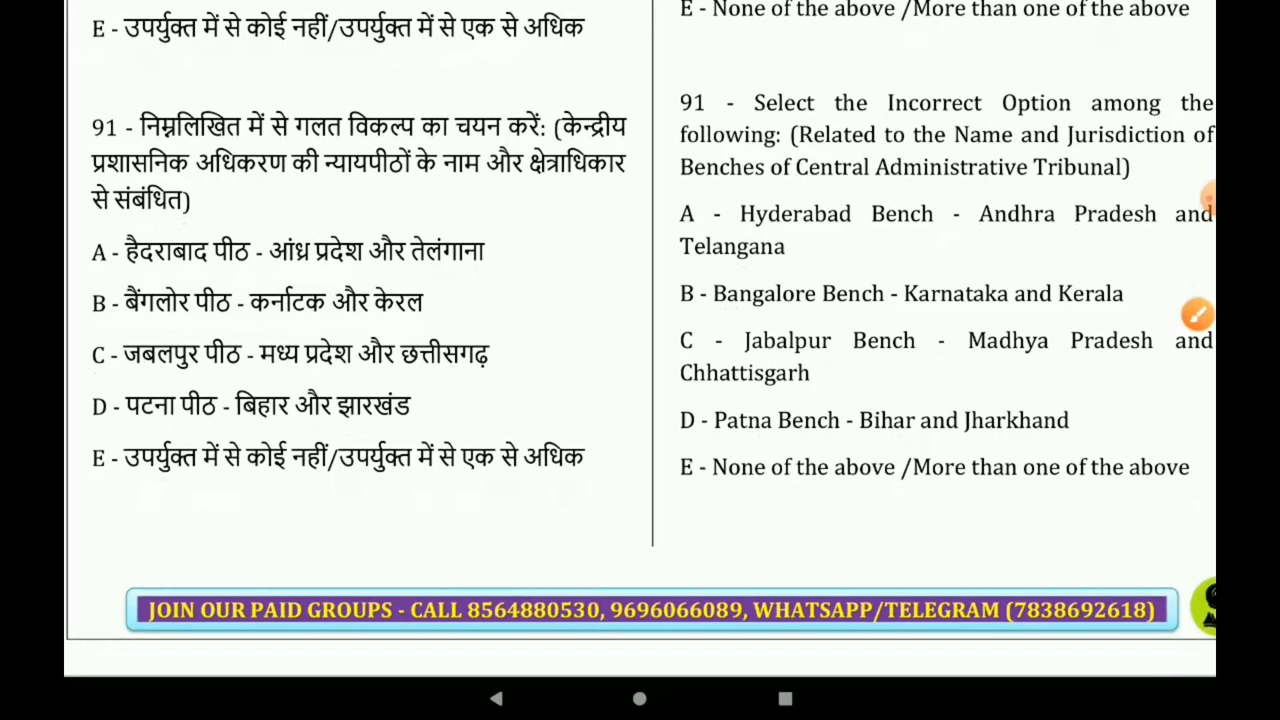 E - उपर्युक्त में से कोई नहीं/उपर्युक्त में से एक से अधिक
91 - निम्नलिखित में से गलत विकल्प का चयन करें: (केन्द्रीय
प्रशासनिक अधिकरण की न्यायपीठों के नाम और क्षेत्राधिकार
से संबंधित)
A - हैदराबाद पीठ - आंध्र प्रदेश और तेलंगाना
B - बैंगलोर पीठ - कर्नाटक और केरल
C - जबलपुर पीठ - मध्य प्रदेश और छत्तीसगढ़
D - पटना पीठ - बिहार और झारखंड
E - उपर्युक्त में से कोई नहीं/उपर्युक्त में से एक से अधिक
E - None of the above /More than one of the above
91 - Select the Incorrect Option among the
following: (Related to the Name and Jurisdiction of
Benches of Central Administrative Tribunal)
A - Hyderabad Bench - Andhra Pradesh and
Telangana
B - Bangalore Bench - Karnataka and Kerala
C - Jabalpur Bench - Madhya Pradesh and
Chhattisgarh
D - Patna Bench - Bihar and Jharkhand
E - None of the above /More than one of the above
JOIN OUR PAID GROUPS - CALL 8564880530, 9696066089, WHATSAPP/TELEGRAM (7838692618)